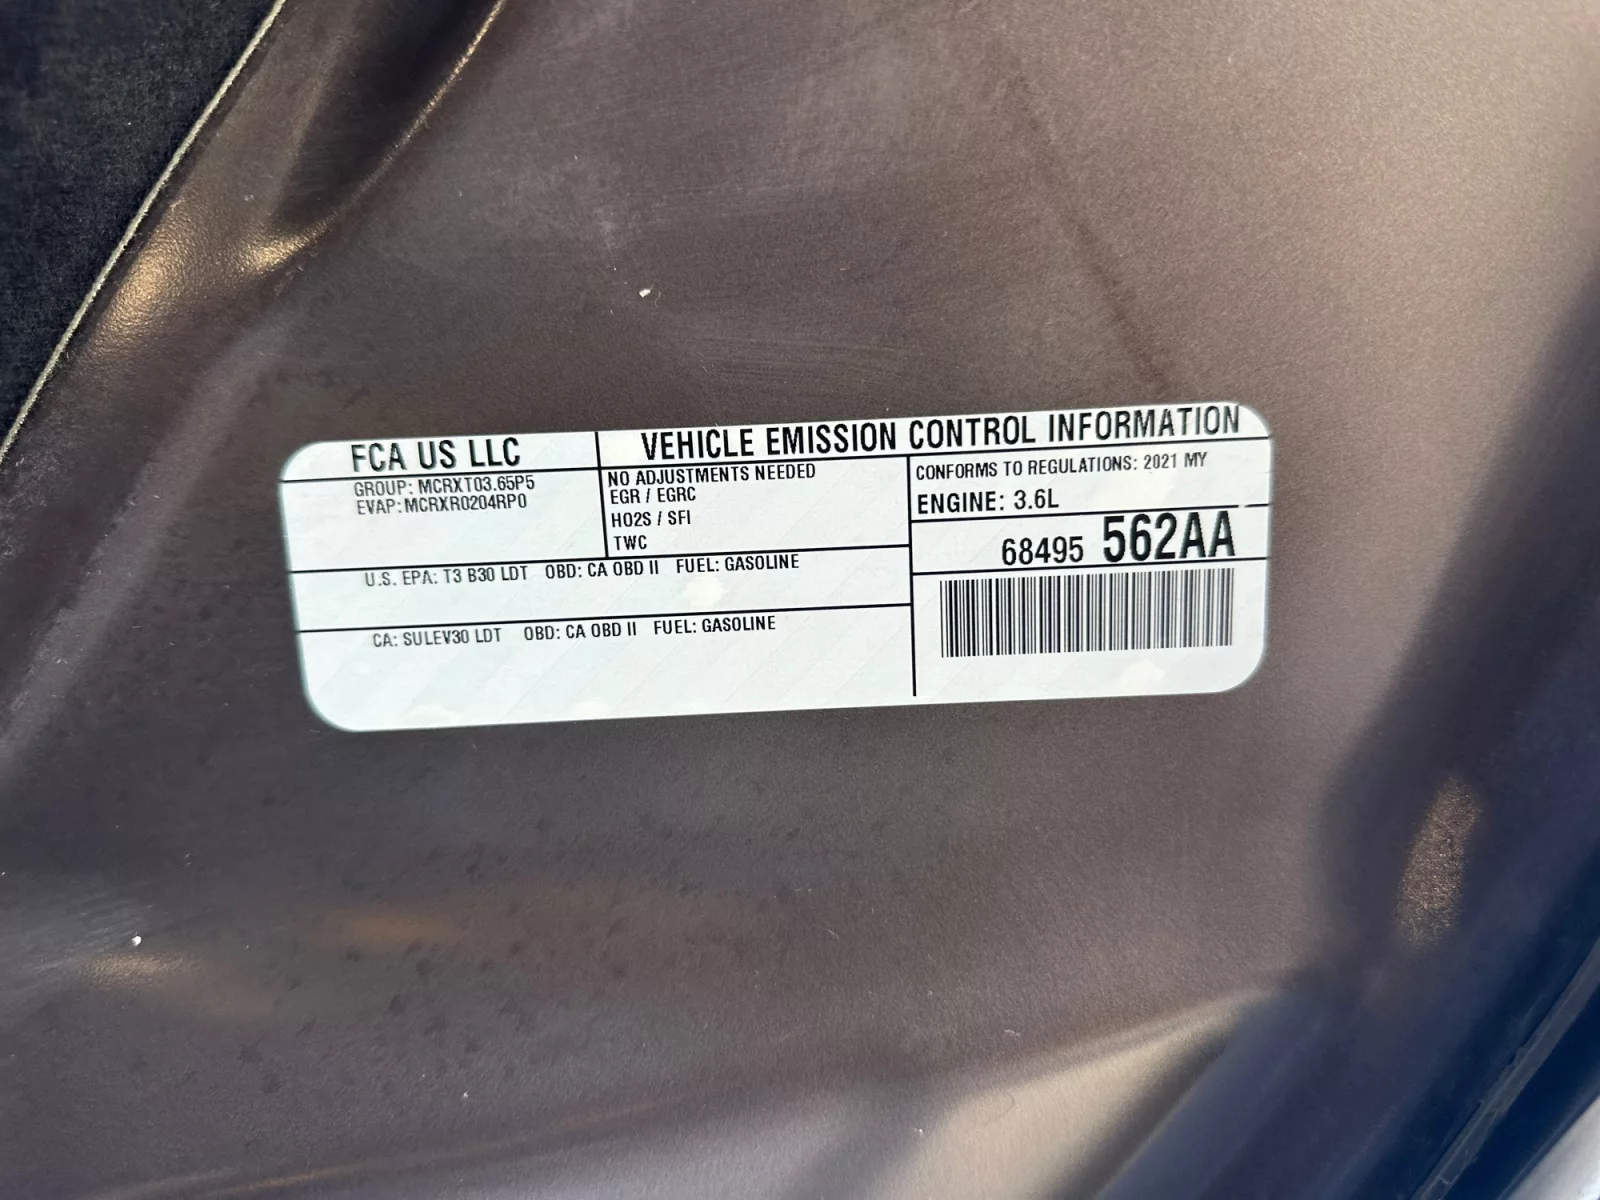 FCA US LLC
VEHICLE EMISSION CONTROL INFORMATION
GROUP: MCRXT03.65P5
EVAP: MCRXR0204RP0
NO ADJUSTMENTS NEEDED
EGR / EGRC
HO2S / SFI
TWC
CONFORMS TO REGULATIONS: 2021 MY
ENGINE: 3.6L
68495 562AA
U.S. EPA: T3 B30 LDT OBD: CA OBD II FUEL: GASOLINE
CA: SULEV30 LDT OBD: CA OBD II FUEL: GASOLINE